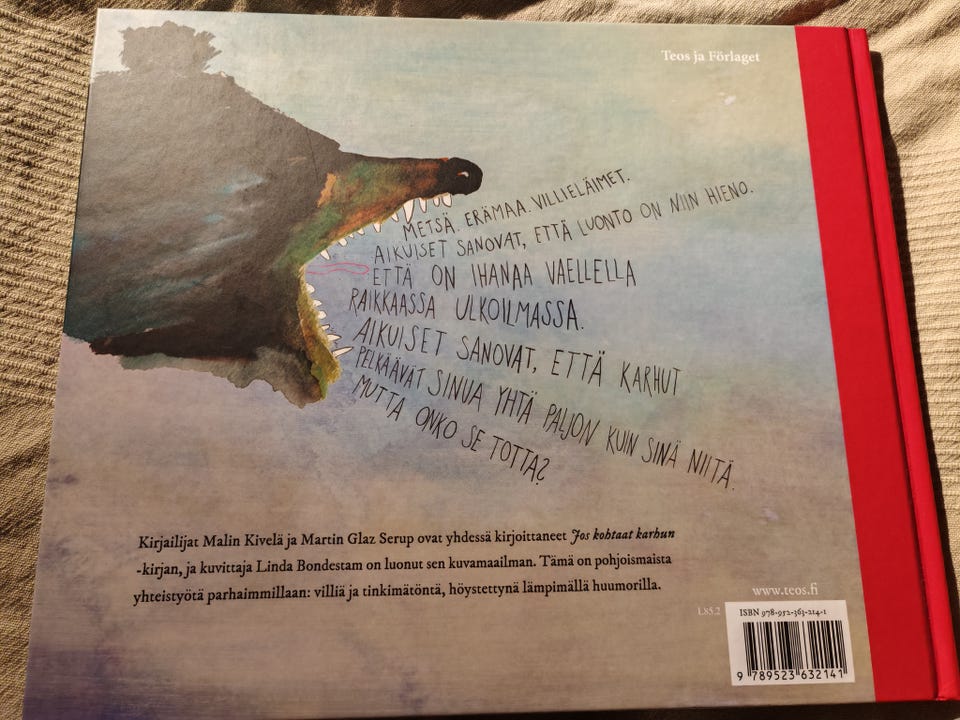 Teos ja Förlaget
METSÄ. ERÄMAA. VILLIELÄIMET.
AIKUISET SANOVAT, ETTÄ LUONTO ON NIIN HIENO.
ETTÄ ON IHANAA VAELLELLA
RAIKKAASSA ULKOILMASSA.
AIKUISET SANOVAT, ETTÄ KARHUT
PELKÄÄVÄT SINUA YHTÄ PALJON KUIN SINÄ NIITÄ.
MUTTA ONKO SE TOTTA?
Kirjailijat Malin Kivelä ja Martin Glaz Serup ovat yhdessä kirjoittaneet Jos kohtaat karhun
-kirjan, ja kuvittaja Linda Bondestam on luonut sen kuvamaailman. Tämä on pohjoismaista
yhteistyötä parhaimmillaan: villiä ja tinkimätöntä, höystettynä lämpimällä huumorilla.
www.teos.fi
L85.2
ISBN 978-952-363-214-1
9 789523 632141